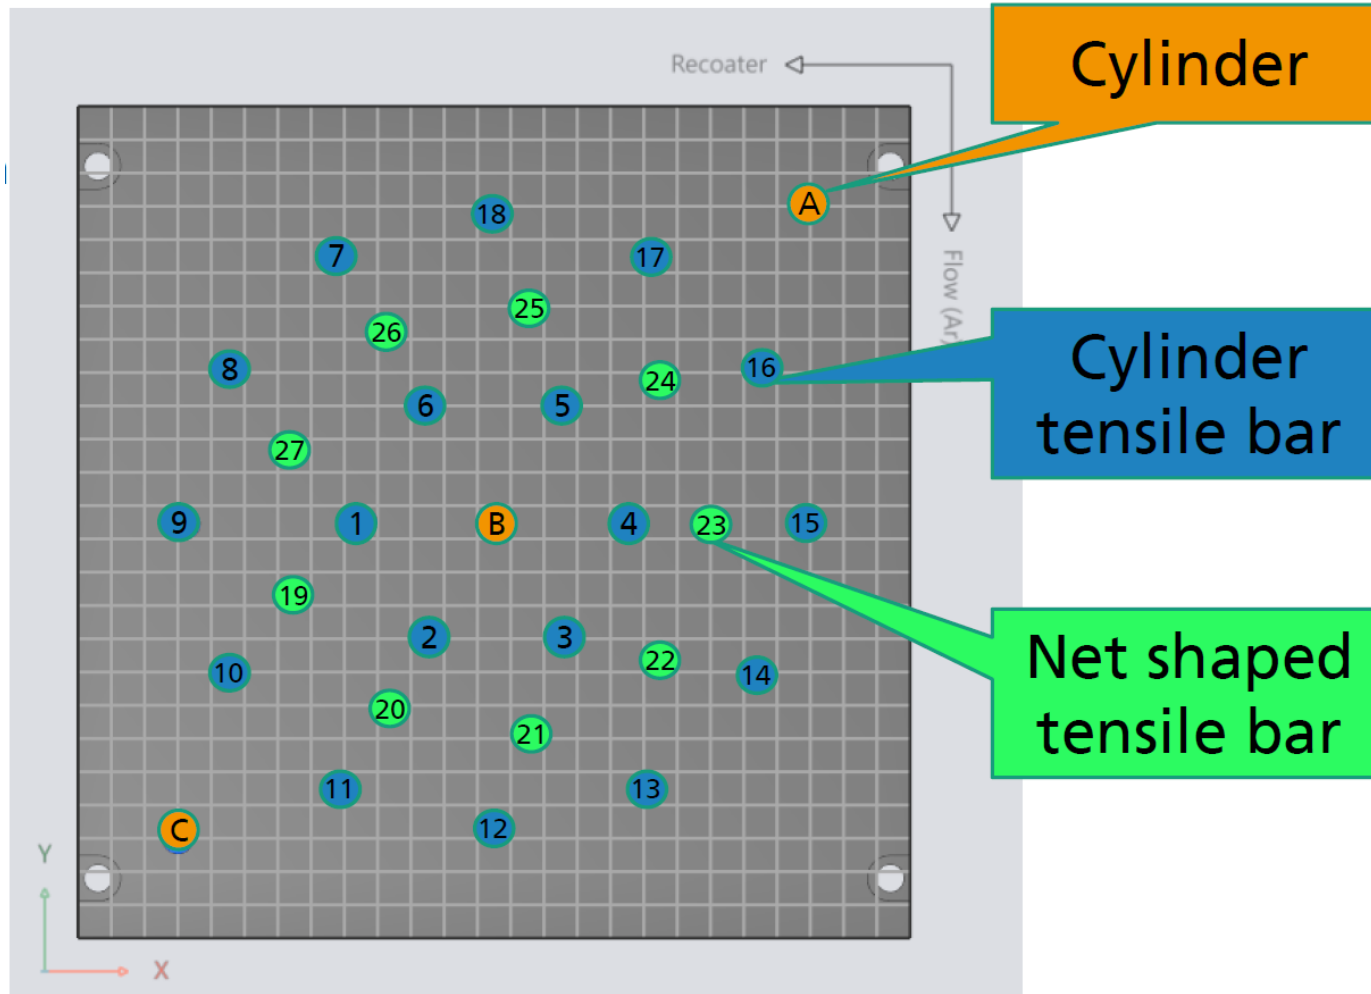 Recoater
Cylinder
A
18
7
17
Flow (Ar)
25
26
Cylinder
tensile bar
8
16
24
6
5
27
9
1
B
4
23
15
19
2
3
22
Net shaped
tensile bar
10
14
20
21
11
13
C
12
Y
X